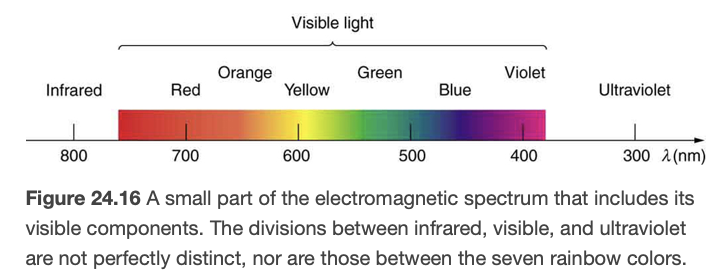 Visible light
Infrared Red Orange Yellow Green Blue Violet Ultraviolet
800 700 600 500 400 300 λ(nm)
Figure 24.16 A small part of the electromagnetic spectrum that includes its
visible components. The divisions between infrared, visible, and ultraviolet
are not perfectly distinct, nor are those between the seven rainbow colors.